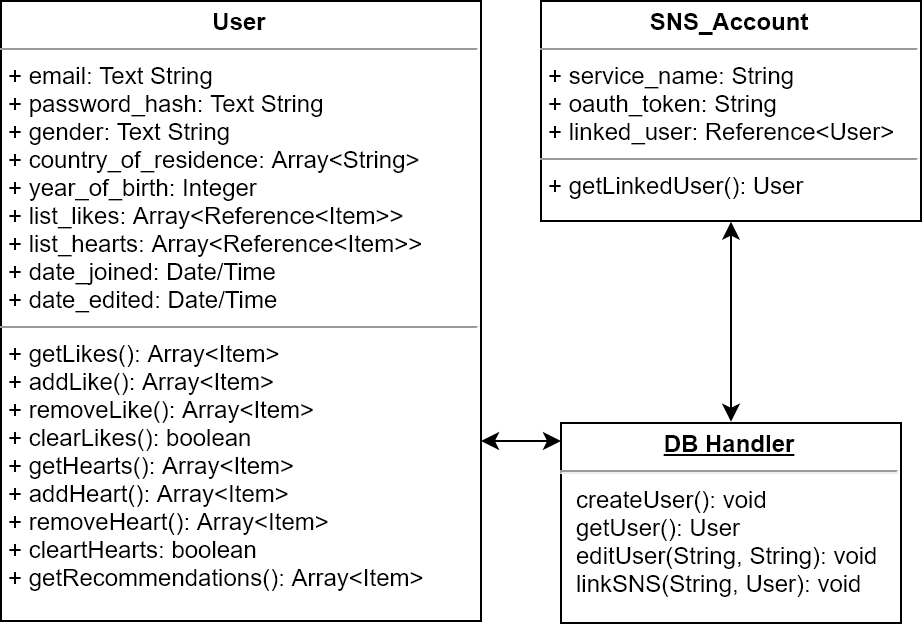 User
+ email: Text String
+ password_hash: Text String
+ gender: Text String
+ country_of_residence: Array<String>
+ year_of_birth: Integer
+ list_likes: Array<Reference<Item>>
+ list_hearts: Array<Reference<Item>>
+ date_joined: Date/Time
+ date_edited: Date/Time
+ getLikes(): Array<Item>
+ addLike(): Array<Item>
+ removeLike(): Array<Item>
+ clearLikes(): boolean
+ getHearts(): Array<Item>
+ addHeart(): Array<Item>
+ removeHeart(): Array<Item>
+ cleartHearts: boolean
+ getRecommendations(): Array<Item>
SNS_Account
+ service_name: String
+ oauth_token: String
+ linked_user: Reference<User>
+ getLinkedUser(): User
DB Handler
createUser(): void
getUser(): User
editUser(String, String): void
linkSNS(String, User): void